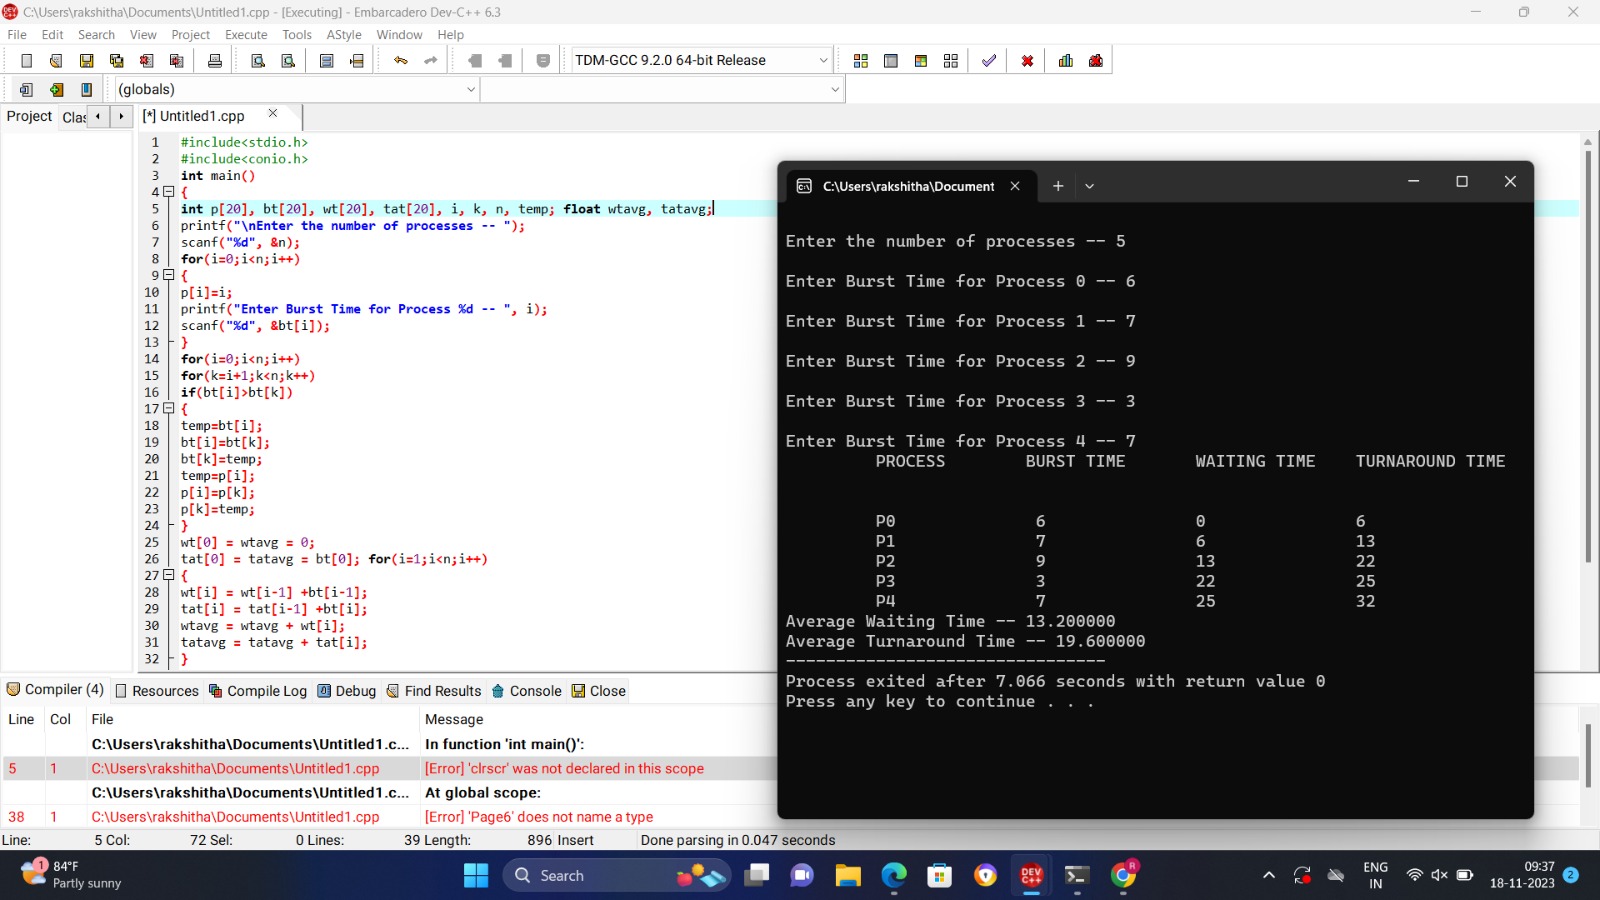 C:\Users\rakshitha\Documents\Untitled1.cpp - [Executing] - Embarcadero Dev-C++ 6.3
File Edit Search View Project Execute Tools AStyle Window Help
TDM-GCC 9.2.0 64-bit Release
(globals)
Project Clas [*] Untitled1.cpp
1 #include<stdio.h>
2 #include<conio.h>
3 int main()
4 {
5 int p[20], bt[20], wt[20], tat[20], i, k, n, temp; float wtavg, tatavg;
6 printf("\nEnter the number of processes -- ");
7 scanf("%d", &n);
8 for(i=0;i<n;i++)
9 {
10 p[i]=i;
11 printf("Enter Burst Time for Process %d -- ", i);
12 scanf("%d", &bt[i]);
13 }
14 for(i=0;i<n;i++)
15 for(k=i+1;k<n;k++)
16 if(bt[i]>bt[k])
17 {
18 temp=bt[i];
19 bt[i]=bt[k];
20 bt[k]=temp;
21 temp=p[i];
22 p[i]=p[k];
23 p[k]=temp;
24 }
25 wt[0] = wtavg = 0;
26 tat[0] = tatavg = bt[0]; for(i=1;i<n;i++)
27 {
28 wt[i] = wt[i-1] +bt[i-1];
29 tat[i] = tat[i-1] +bt[i];
30 wtavg = wtavg + wt[i];
31 tatavg = tatavg + tat[i];
32 }
C:\Users\rakshitha\Document
Enter the number of processes -- 5
Enter Burst Time for Process 0 -- 6
Enter Burst Time for Process 1 -- 7
Enter Burst Time for Process 2 -- 9
Enter Burst Time for Process 3 -- 3
Enter Burst Time for Process 4 -- 7
PROCESS BURST TIME WAITING TIME TURNAROUND TIME
P0 6 0 6
P1 7 6 13
P2 9 13 22
P3 3 22 25
P4 7 25 32
Average Waiting Time -- 13.200000
Average Turnaround Time -- 19.600000
--------------------------------
Process exited after 7.066 seconds with return value 0
Press any key to continue . . .
Compiler (4) Resources Compile Log Debug Find Results Console Close
Line Col File Message
C:\Users\rakshitha\Documents\Untitled1.c... In function 'int main()':
5 1 C:\Users\rakshitha\Documents\Untitled1.cpp [Error] 'clrscr' was not declared in this scope
C:\Users\rakshitha\Documents\Untitled1.c... At global scope:
38 1 C:\Users\rakshitha\Documents\Untitled1.cpp [Error] 'Page6' does not name a type
Line: 5 Col: 72 Sel: 0 Lines: 39 Length: 896 Insert Done parsing in 0.047 seconds
1 84°F
Partly sunny
Search
DEV C++
R
ENG
IN
09:37
18-11-2023
2